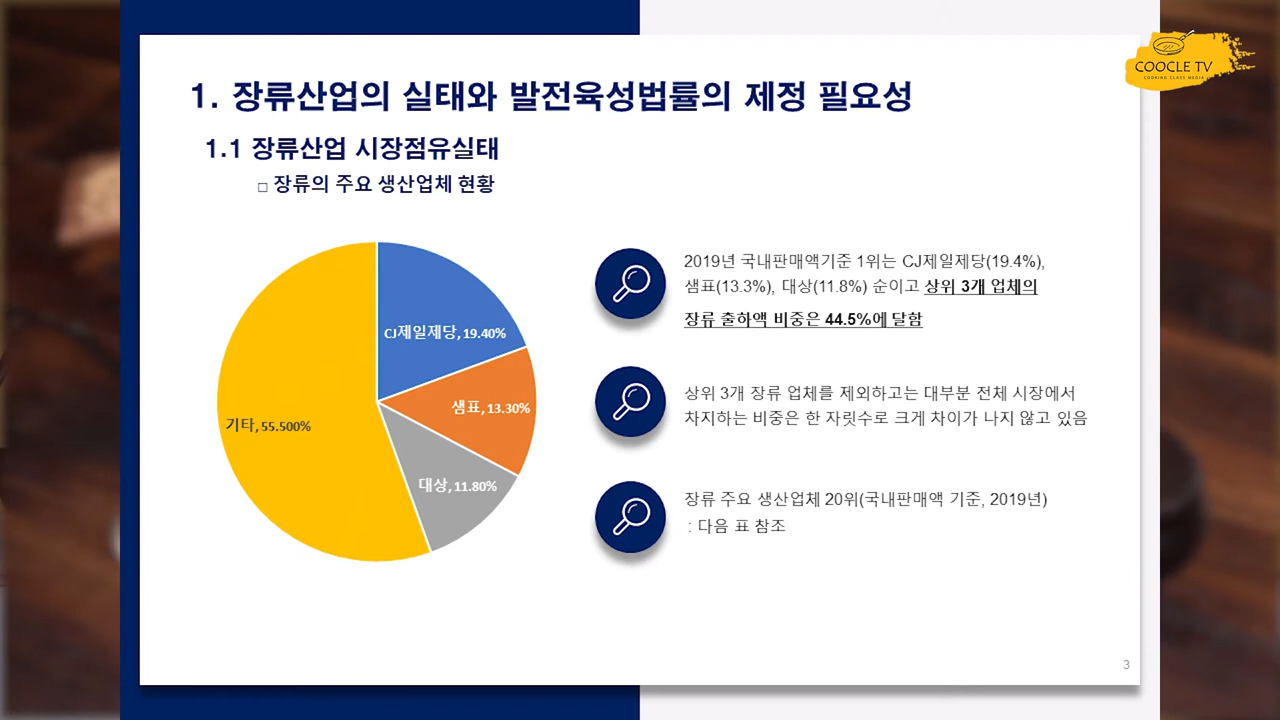 COOCLE TV
COOKING CLASS MEDIA
1. 장류산업의 실태와 발전육성법률의 제정 필요성
1.1 장류산업 시장점유실태
□ 장류의 주요 생산업체 현황
CJ제일제당, 19.40%
샘표, 13.30%
기타, 55.500%
대상, 11.80%
2019년 국내판매액기준 1위는 CJ제일제당(19.4%),
샘표(13.3%), 대상(11.8%) 순이고 상위 3개 업체의
장류 출하액 비중은 44.5%에 달함
상위 3개 장류 업체를 제외하고는 대부분 전체 시장에서
차지하는 비중은 한 자릿수로 크게 차이가 나지 않고 있음
장류 주요 생산업체 20위(국내판매액 기준, 2019년)
: 다음 표 참조
3